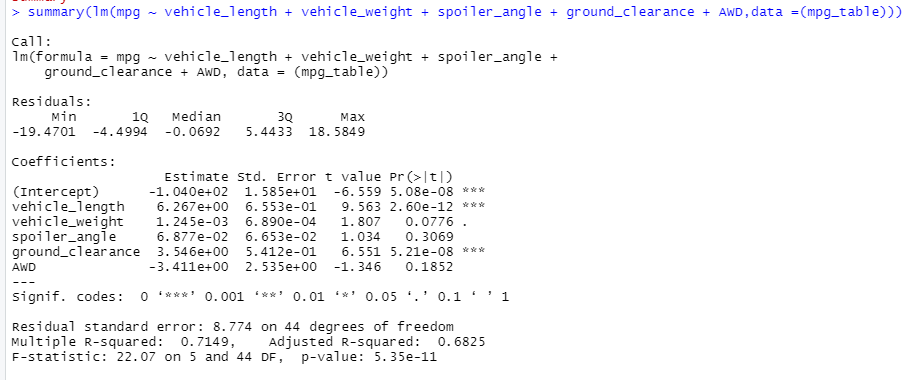 > summary(lm(mpg ~ vehicle_length + vehicle_weight + spoiler_angle + ground_clearance + AWD,data =(mpg_table)))
Call:
lm(formula = mpg ~ vehicle_length + vehicle_weight + spoiler_angle +
    ground_clearance + AWD, data = (mpg_table))
Residuals:
     Min       1Q   Median       3Q      Max
-19.4701  -4.4994  -0.0692   5.4433  18.5849
Coefficients:
                   Estimate Std. Error t value Pr(>|t|)
(Intercept)      -1.040e+02  1.585e+01  -6.559 5.08e-08 ***
vehicle_length    6.267e+00  6.553e-01   9.563 2.60e-12 ***
vehicle_weight    1.245e-03  6.890e-04   1.807   0.0776 .
spoiler_angle     6.877e-02  6.653e-02   1.034   0.3069
ground_clearance  3.546e+00  5.412e-01   6.551 5.21e-08 ***
AWD              -3.411e+00  2.535e+00  -1.346   0.1852
---
Signif. codes:  0 ‘***’ 0.001 ‘**’ 0.01 ‘*’ 0.05 ‘.’ 0.1 ‘ ’ 1
Residual standard error: 8.774 on 44 degrees of freedom
Multiple R-squared:  0.7149,    Adjusted R-squared:  0.6825
F-statistic: 22.07 on 5 and 44 DF,  p-value: 5.35e-11